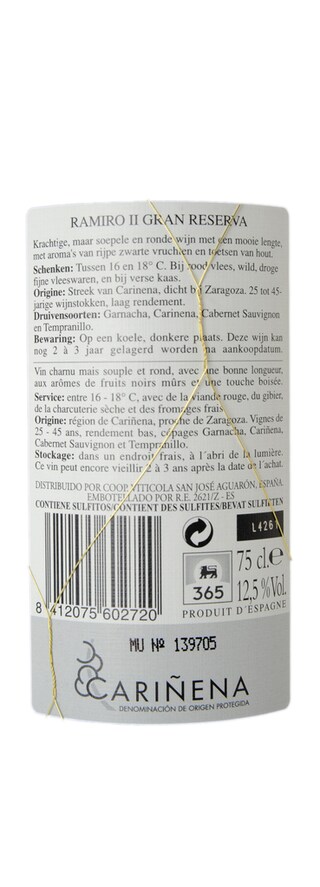 RAMIRO II GRAN RESERVA
Krachtige, maar soepele en ronde wijn met een mooie lengte,
met aroma's van rijpe zwarte vruchten en toetsen van hout.
Schenken: Tussen 16 en 18° C. Bij rood vlees, wild, droge
fijne vleeswaren, en bij verse kaas.
Origine: Streek van Carinena, dicht bij Zaragoza. 25 tot 45-
jarige wijnstokken, laag rendement.
Druivensoorten: Garnacha, Carinena, Cabernet Sauvignon
en Tempranillo.
Bewaring: Op een koele, donkere plaats. Deze wijn kan
nog 2 à 3 jaar gelagerd worden na aankoopdatum.
Vin charnu mais souple et rond, avec une bonne longueur,
aux arômes de fruits noirs mûrs et une touche boisée.
Service: entre 16 - 18° C, avec de la viande rouge, du gibier,
de la charcuterie sèche et des fromages frais
Origine: région de Cariñena, proche de Zaragoza. Vignes de
25 - 45 ans, rendement bas, cépages Garnacha, Cariñena,
Cabernet Sauvignon et Tempranillo.
Stockage: dans un endroit frais, à l´abri de la lumière.
Ce vin peut encore vieillir 2 à 3 ans après la date de l´achat.
DISTRIBUIDO POR COOP. VITICOLA SAN JOSÉ AGUARÓN, ESPAÑA.
EMBOTELLADO POR R.E. 2621/Z - ES
CONTIENE SULFITOS/CONTIENT DES SULFITES/BEVAT SULFIETEN
L4261
75 cl.e
365
12,5 %Vol.
PRODUIT D´ESPAGNE
8 412075 602720
MU Nº 139705
CARIÑENA
DENOMINACIÓN DE ORIGEN PROTEGIDA